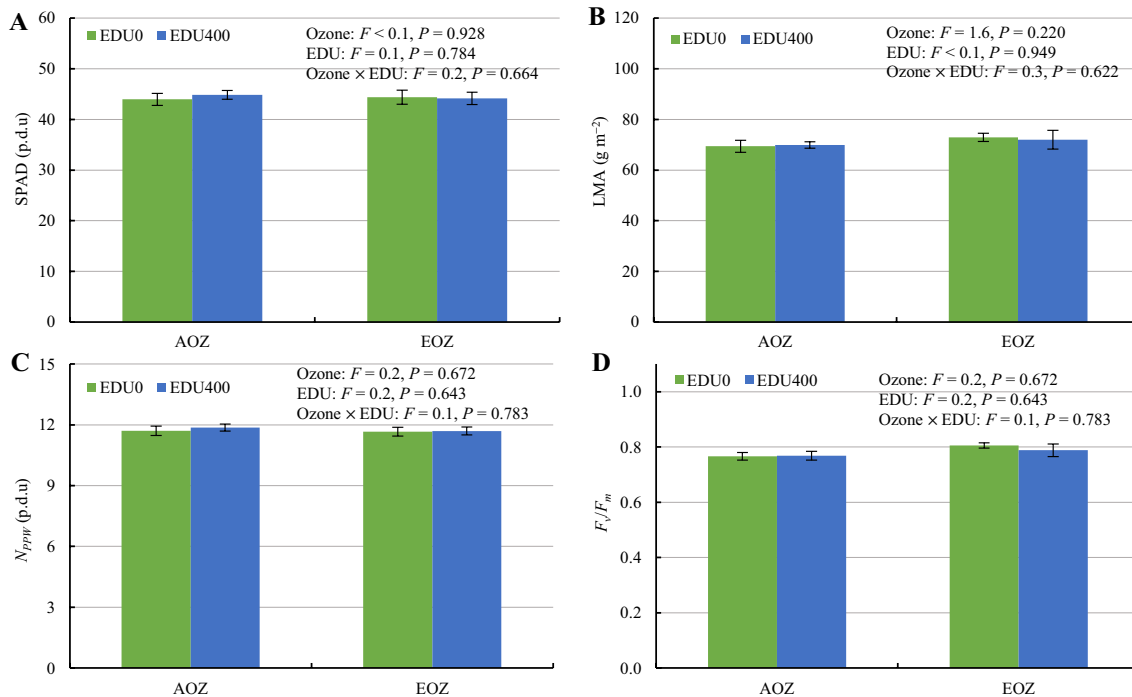 A
EDU0 EDU400
Ozone: F < 0.1, P = 0.928
EDU: F = 0.1, P = 0.784
Ozone × EDU: F = 0.2, P = 0.664
SPAD (p.d.u)
60
50
40
30
20
10
0
AOZ EOZ
B
EDU0 EDU400
Ozone: F = 1.6, P = 0.220
EDU: F < 0.1, P = 0.949
Ozone × EDU: F = 0.3, P = 0.622
LMA (g m⁻²)
120
100
80
60
40
20
0
AOZ EOZ
C
EDU0 EDU400
Ozone: F = 0.2, P = 0.672
EDU: F = 0.2, P = 0.643
Ozone × EDU: F = 0.1, P = 0.783
N_PPW (p.d.u)
15
12
9
6
3
0
AOZ EOZ
D
EDU0 EDU400
Ozone: F = 0.2, P = 0.672
EDU: F = 0.2, P = 0.643
Ozone × EDU: F = 0.1, P = 0.783
F_v/F_m
1.0
0.8
0.6
0.4
0.2
0.0
AOZ EOZ